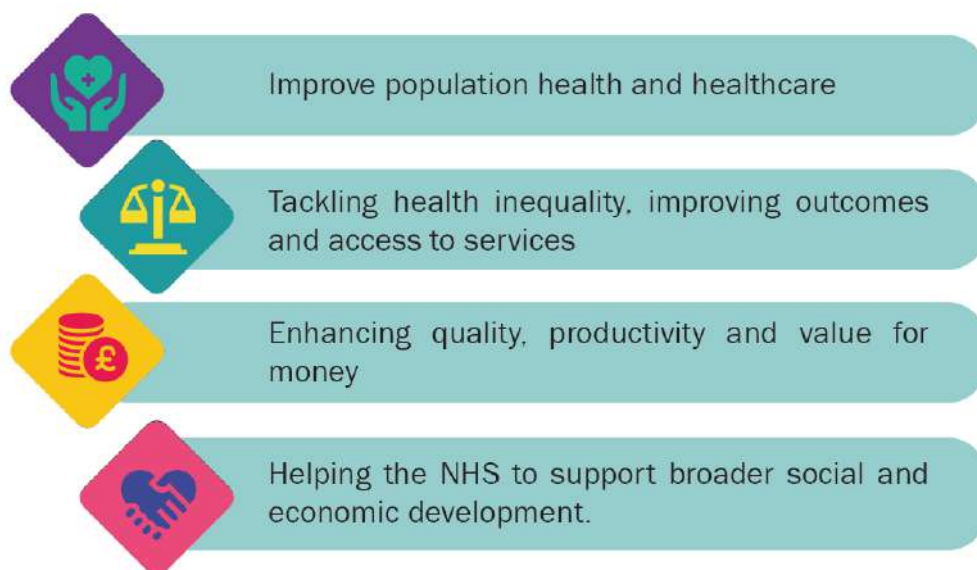 Improve population health and healthcare
Tackling health inequality, improving outcomes
and access to services
Enhancing quality, productivity and value for
money
£
Helping the NHS to support broader social and
economic development.